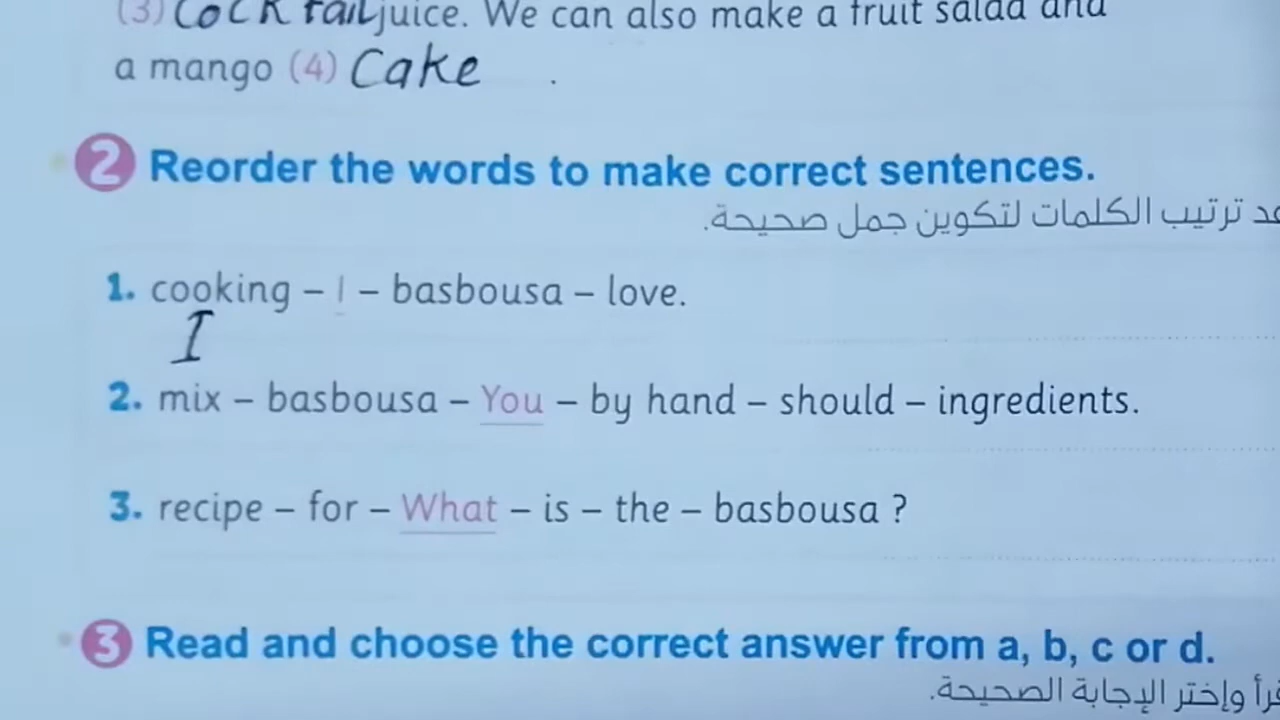 (3) Cock tail juice. We can also make a fruit salad and
a mango (4) Cake .
2 Reorder the words to make correct sentences.
ترتيب الكلمات لتكوين جمل صحيحة.
1. cooking – I – basbousa – love.
I
2. mix – basbousa – You – by hand – should – ingredients.
3. recipe – for – What – is – the – basbousa ?
3 Read and choose the correct answer from a, b, c or d.
وإختر الإجابة الصحيحة.